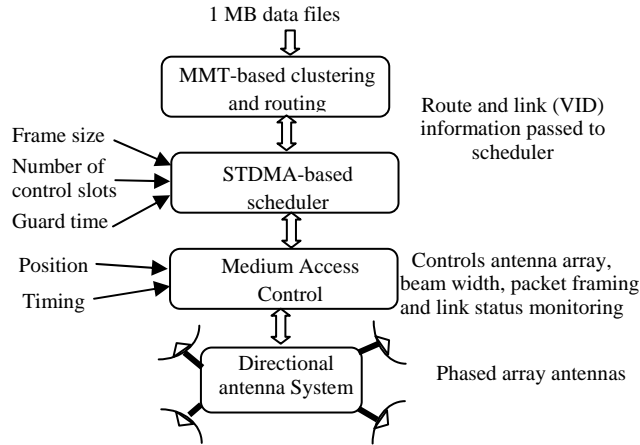 1 MB data files
MMT-based clustering
and routing
Route and link (VID)
information passed to
scheduler
Frame size
Number of
control slots
Guard time
STDMA-based
scheduler
Position
Timing
Medium Access
Control
Controls antenna array,
beam width, packet framing
and link status monitoring
Directional
antenna System
Phased array antennas